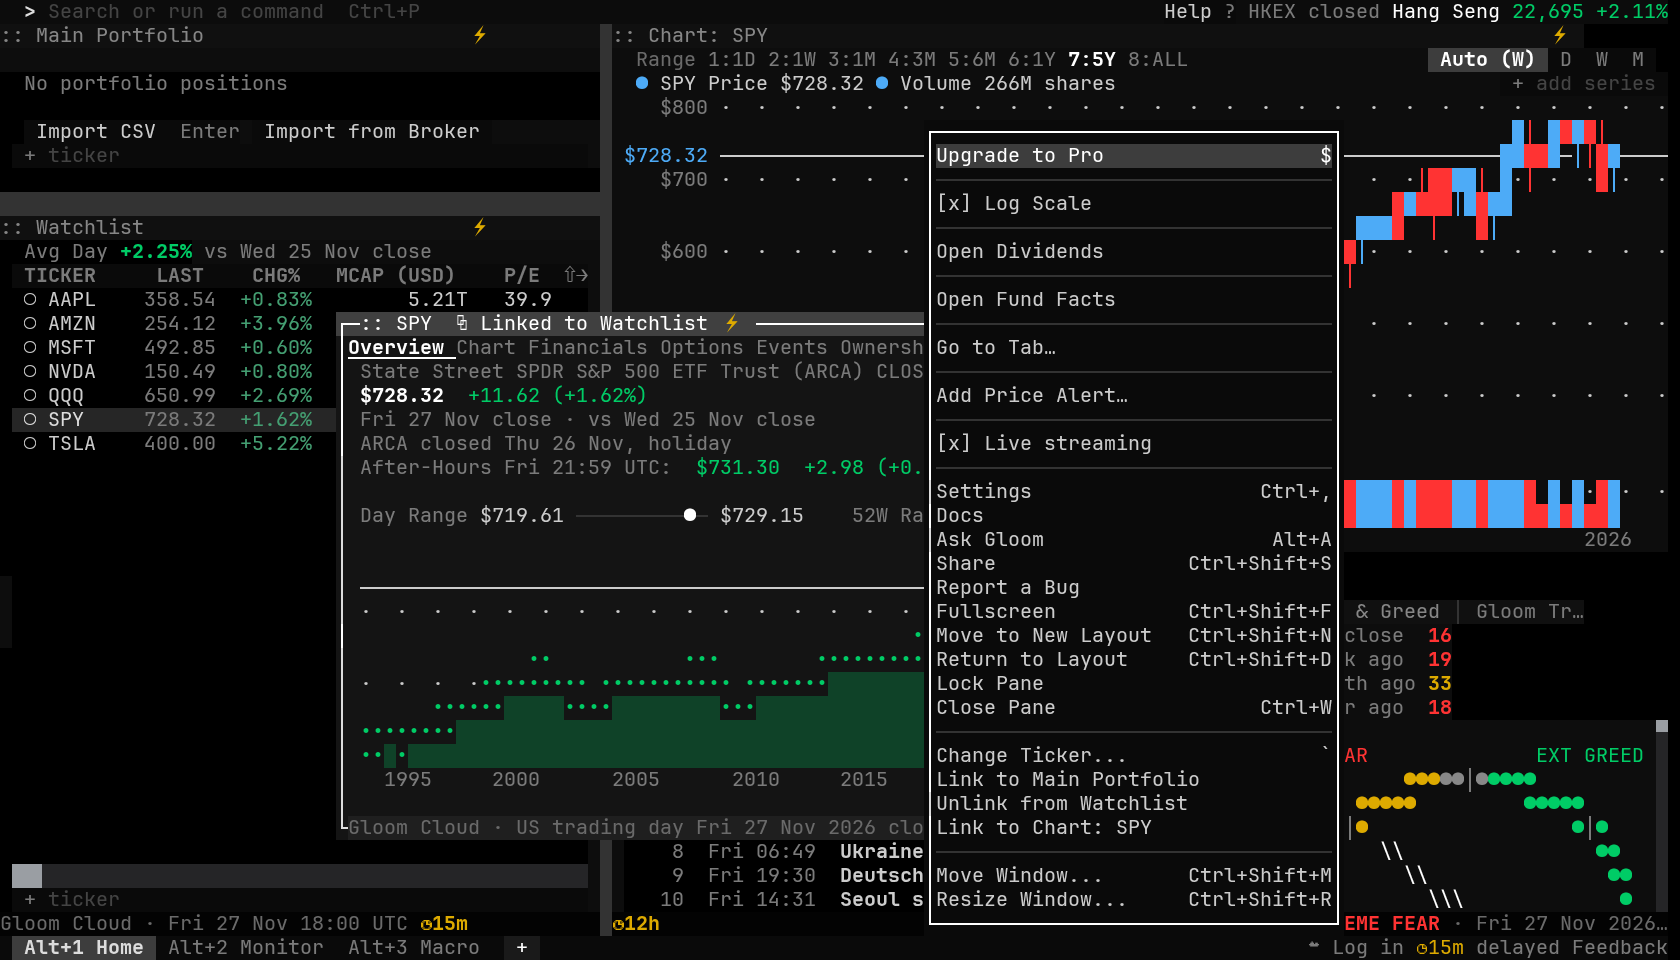 > Search or run a command Ctrl+P
Help ? HKEX closed Hang Seng 22,695 +2.11%
:: Main Portfolio
No portfolio positions
Import CSV Enter Import from Broker
+ ticker
:: Watchlist
Avg Day +2.25% vs Wed 25 Nov close
TICKER LAST CHG% MCAP (USD) P/E
AAPL 358.54 +0.83% 5.21T 39.9
AMZN 254.12 +3.96%
MSFT 492.85 +0.60%
NVDA 150.49 +0.80%
QQQ 650.99 +2.69%
SPY 728.32 +1.62%
TSLA 400.00 +5.22%
+ ticker
Gloom Cloud · Fri 27 Nov 18:00 UTC 15m
:: Chart: SPY
Range 1:1D 2:1W 3:1M 4:3M 5:6M 6:1Y 7:5Y 8:ALL
Auto (W) D W M
SPY Price $728.32 Volume 266M shares
+ add series
$800
$728.32
$700
$600
2026
:: SPY Linked to Watchlist
Overview Chart Financials Options Events Ownersh
State Street SPDR S&P 500 ETF Trust (ARCA) CLOS
$728.32 +11.62 (+1.62%)
Fri 27 Nov close · vs Wed 25 Nov close
ARCA closed Thu 26 Nov, holiday
After-Hours Fri 21:59 UTC: $731.30 +2.98 (+0.
Day Range $719.61 $729.15 52W Ra
1995 2000 2005 2010 2015
Gloom Cloud · US trading day Fri 27 Nov 2026 clo
8 Fri 06:49 Ukraine
9 Fri 19:30 Deutsch
10 Fri 14:31 Seoul s
12h
Upgrade to Pro $
[x] Log Scale
Open Dividends
Open Fund Facts
Go to Tab…
Add Price Alert…
[x] Live streaming
Settings Ctrl+,
Docs
Ask Gloom Alt+A
Share Ctrl+Shift+S
Report a Bug
Fullscreen Ctrl+Shift+F
Move to New Layout Ctrl+Shift+N
Return to Layout Ctrl+Shift+D
Lock Pane
Close Pane Ctrl+W
Change Ticker... `
Link to Main Portfolio
Unlink from Watchlist
Link to Chart: SPY
Move Window... Ctrl+Shift+M
Resize Window... Ctrl+Shift+R
& Greed | Gloom Tr…
close 16
k ago 19
th ago 33
r ago 18
AR EXT GREED
EME FEAR · Fri 27 Nov 2026…
Alt+1 Home Alt+2 Monitor Alt+3 Macro +
Log in 15m delayed Feedback